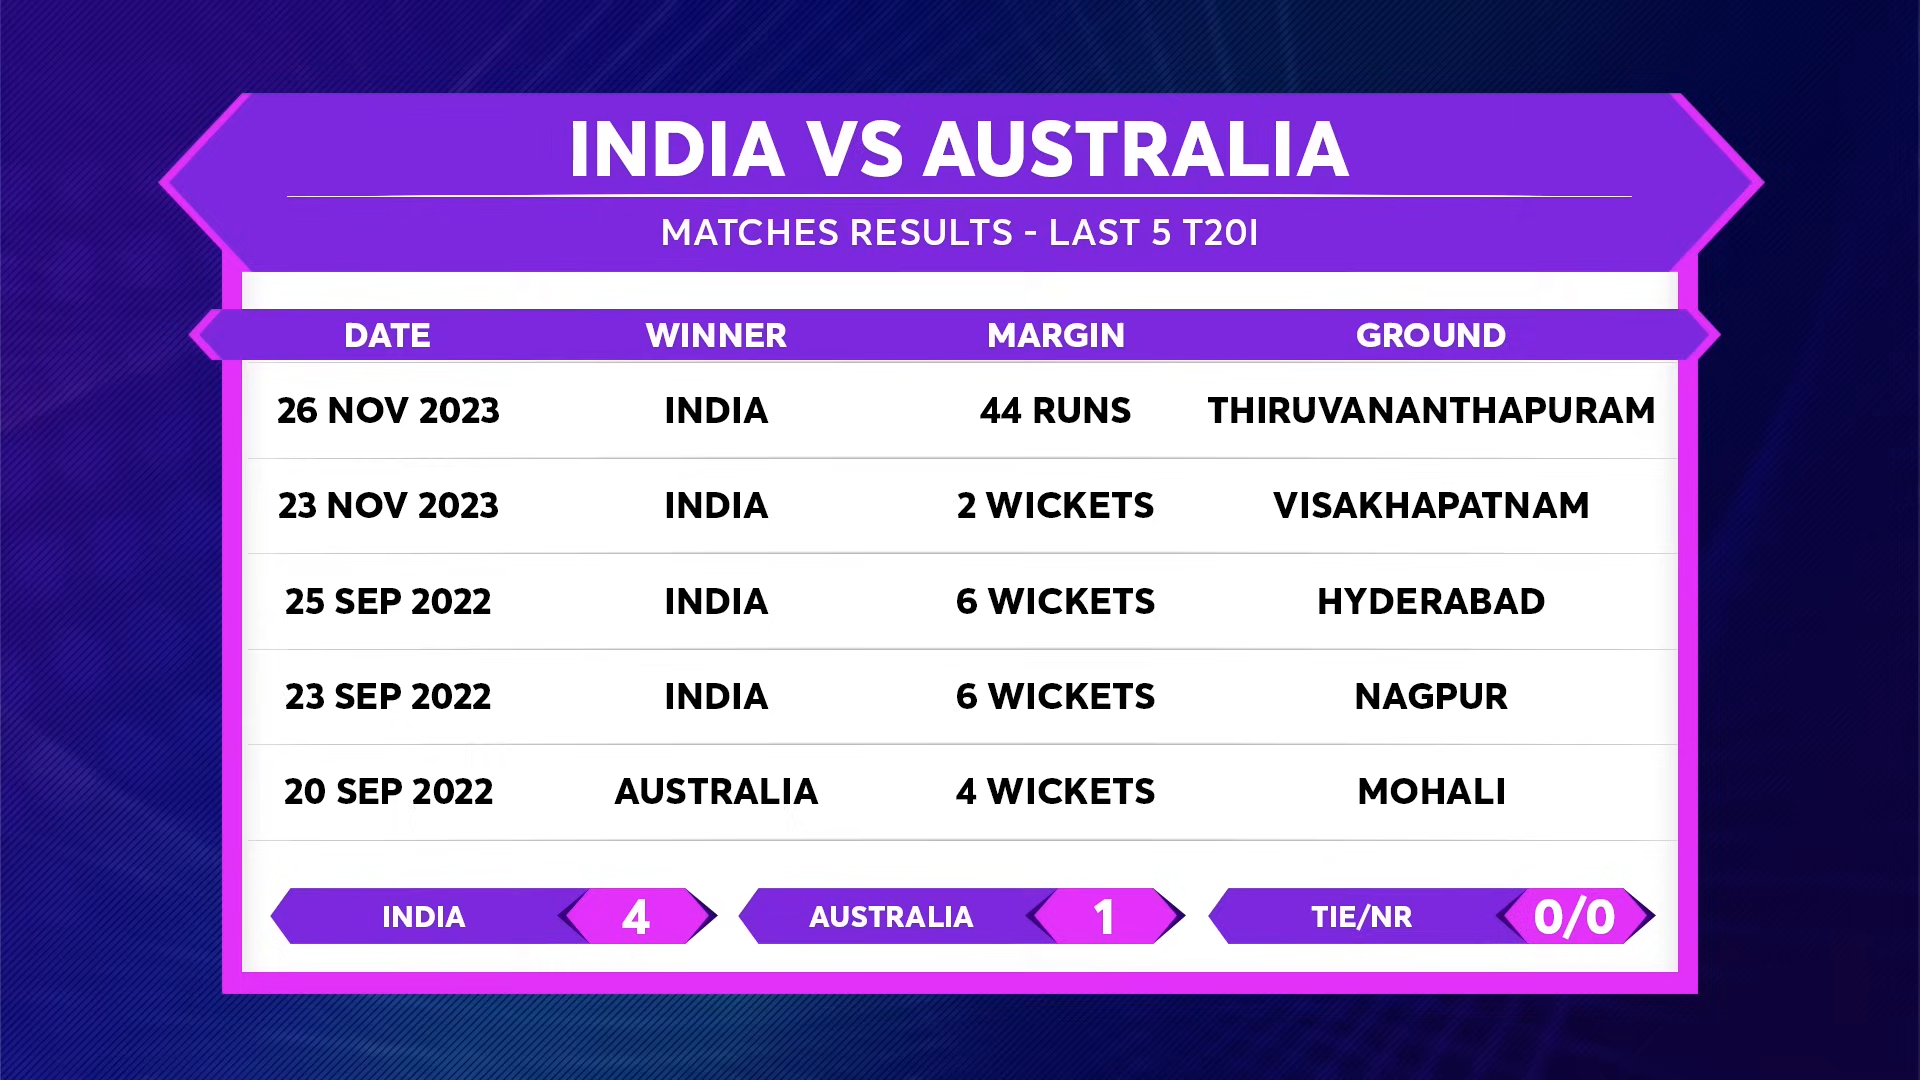 INDIA VS AUSTRALIA
MATCHES RESULTS - LAST 5 T20I
DATE WINNER MARGIN GROUND
26 NOV 2023 INDIA 44 RUNS THIRUVANANTHAPURAM
23 NOV 2023 INDIA 2 WICKETS VISAKHAPATNAM
25 SEP 2022 INDIA 6 WICKETS HYDERABAD
23 SEP 2022 INDIA 6 WICKETS NAGPUR
20 SEP 2022 AUSTRALIA 4 WICKETS MOHALI
INDIA 4 AUSTRALIA 1 TIE/NR 0/0